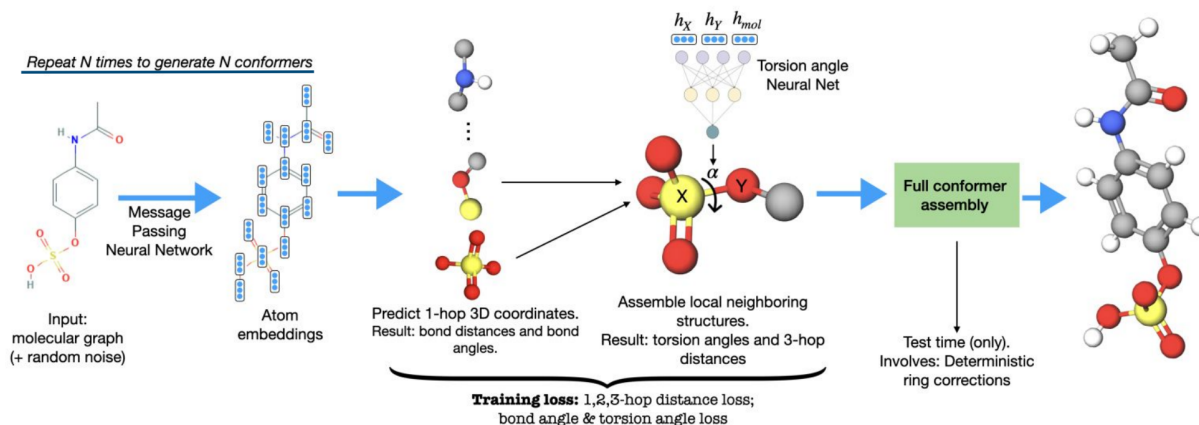 Repeat N times to generate N conformers
H
N
O
O
O
S
O
H
O
Input:
molecular graph
(+ random noise)
Message
Passing
Neural Network
Atom
embeddings
Predict 1-hop 3D coordinates.
Result: bond distances and bond
angles.
h_X h_Y h_mol
Torsion angle
Neural Net
α
X
Y
Assemble local neighboring
structures.
Result: torsion angles and 3-hop
distances
Training loss: 1,2,3-hop distance loss;
bond angle & torsion angle loss
Full conformer
assembly
Test time (only).
Involves: Deterministic
ring corrections